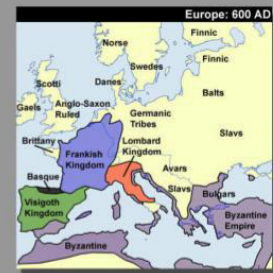 Europe: 600 AD
Finnic
Norse
Finnic
Swedes
Scotti
Danes
Balts
Gaels
Anglo-Saxon
Ruled
Germanic
Tribes
Slavs
Brittany
Lombard
Kingdom
Frankish
Kingdom
Basque
Avars
Slavs
Bulgars
Visigoth
Kingdom
Byzantine
Empire
Byzantine